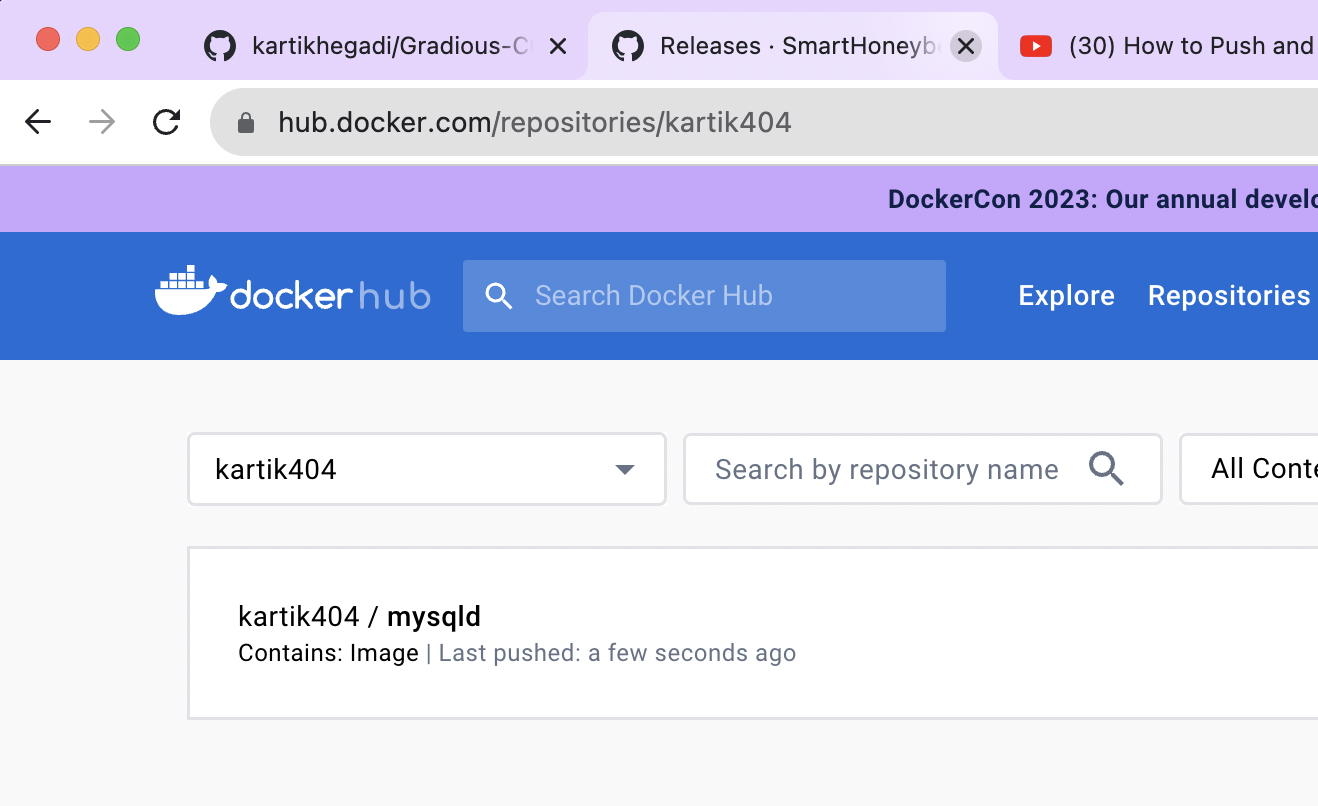 kartikhegadi/Gradious-C
Releases · SmartHoneyb
(30) How to Push and
hub.docker.com/repositories/kartik404
DockerCon 2023: Our annual develo
dockerhub
Search Docker Hub
Explore
Repositories
kartik404
Search by repository name
All Conte
kartik404 / mysqld
Contains: Image | Last pushed: a few seconds ago